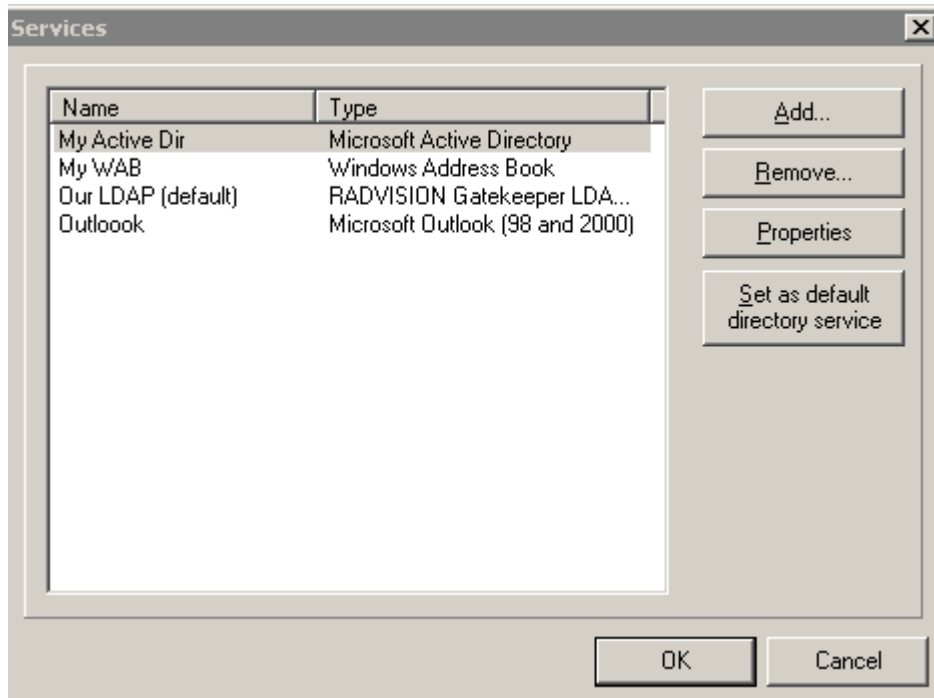 Services
Name Type
My Active Dir Microsoft Active Directory
My WAB Windows Address Book
Our LDAP (default) RADVISION Gatekeeper LDA...
Outloook Microsoft Outlook (98 and 2000)
Add...
Remove...
Properties
Set as default
directory service
OK Cancel